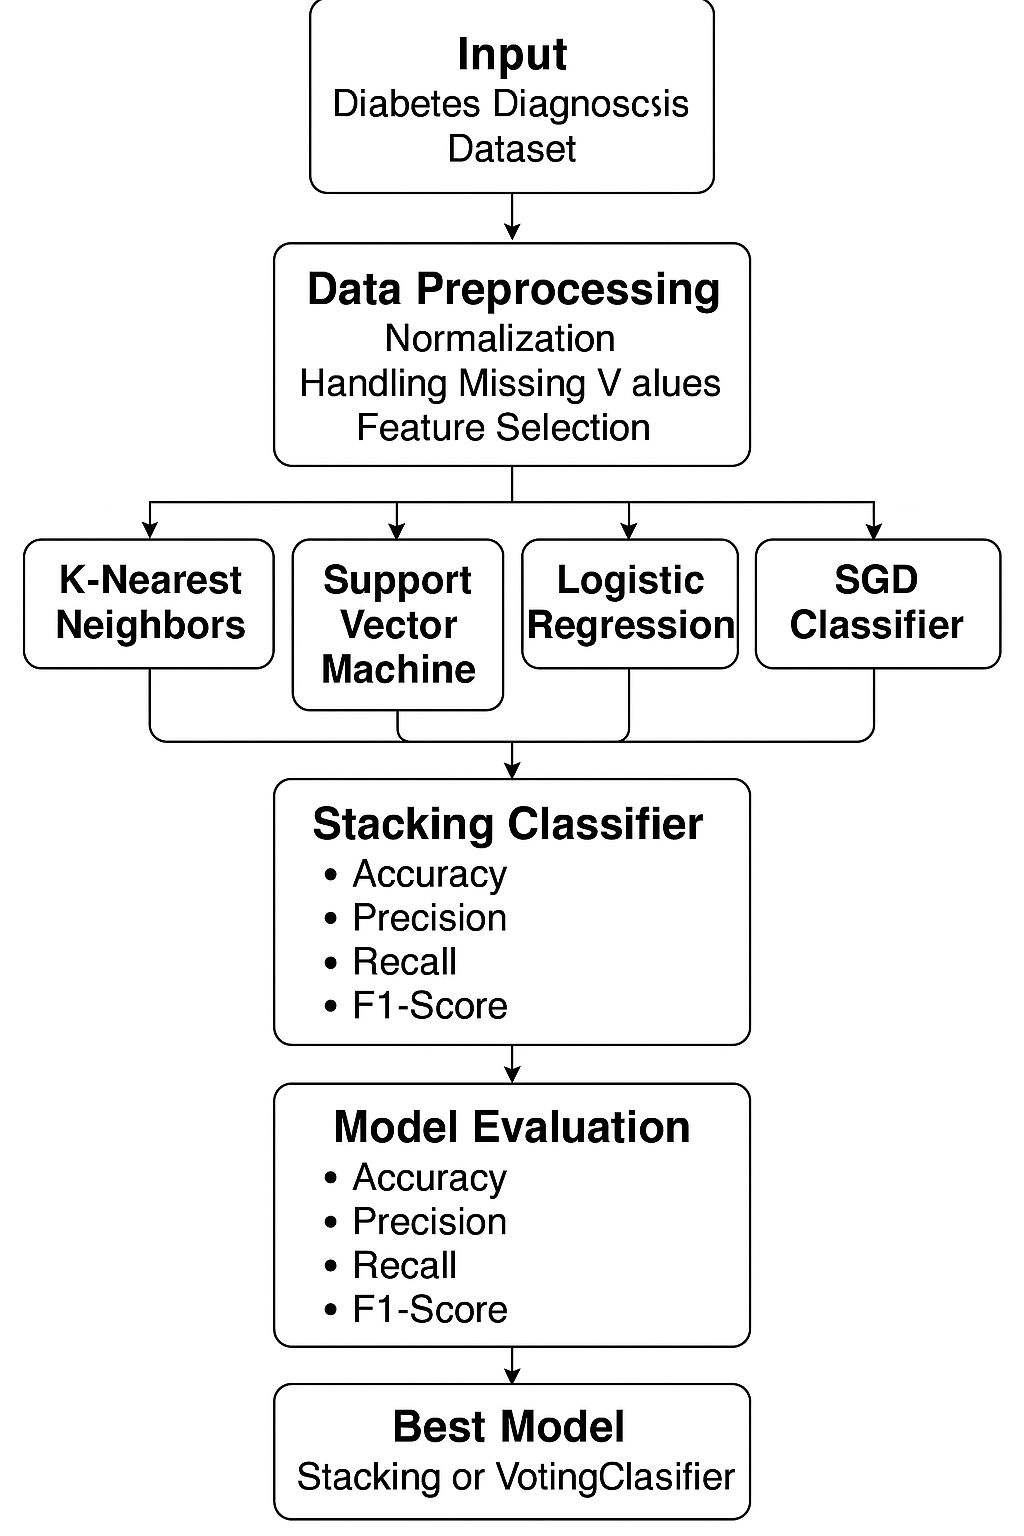 Input
Diabetes Diagnoscsis
Dataset
Data Preprocessing
Normalization
Handling Missing V alues
Feature Selection
K-Nearest
Neighbors
Support
Vector
Machine
Logistic
Regression
SGD
Classifier
Stacking Classifier
• Accuracy
• Precision
• Recall
• F1-Score
Model Evaluation
• Accuracy
• Precision
• Recall
• F1-Score
Best Model
Stacking or VotingClasifier